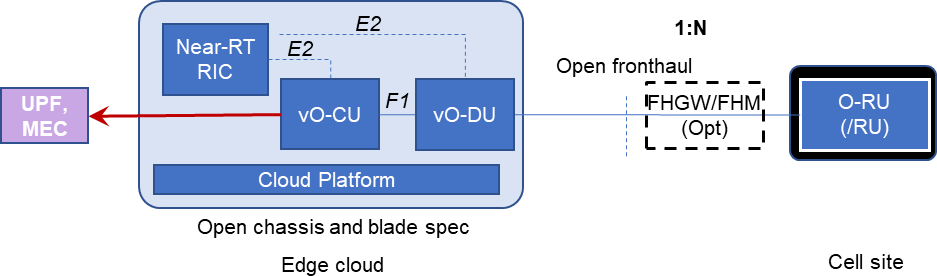 E2
1:N
Near-RT
RIC
E2
Open fronthaul
UPF,
MEC
vO-CU
F1
vO-DU
FHGW/FHM
(Opt)
O-RU
(/RU)
Cloud Platform
Open chassis and blade spec
Edge cloud
Cell site